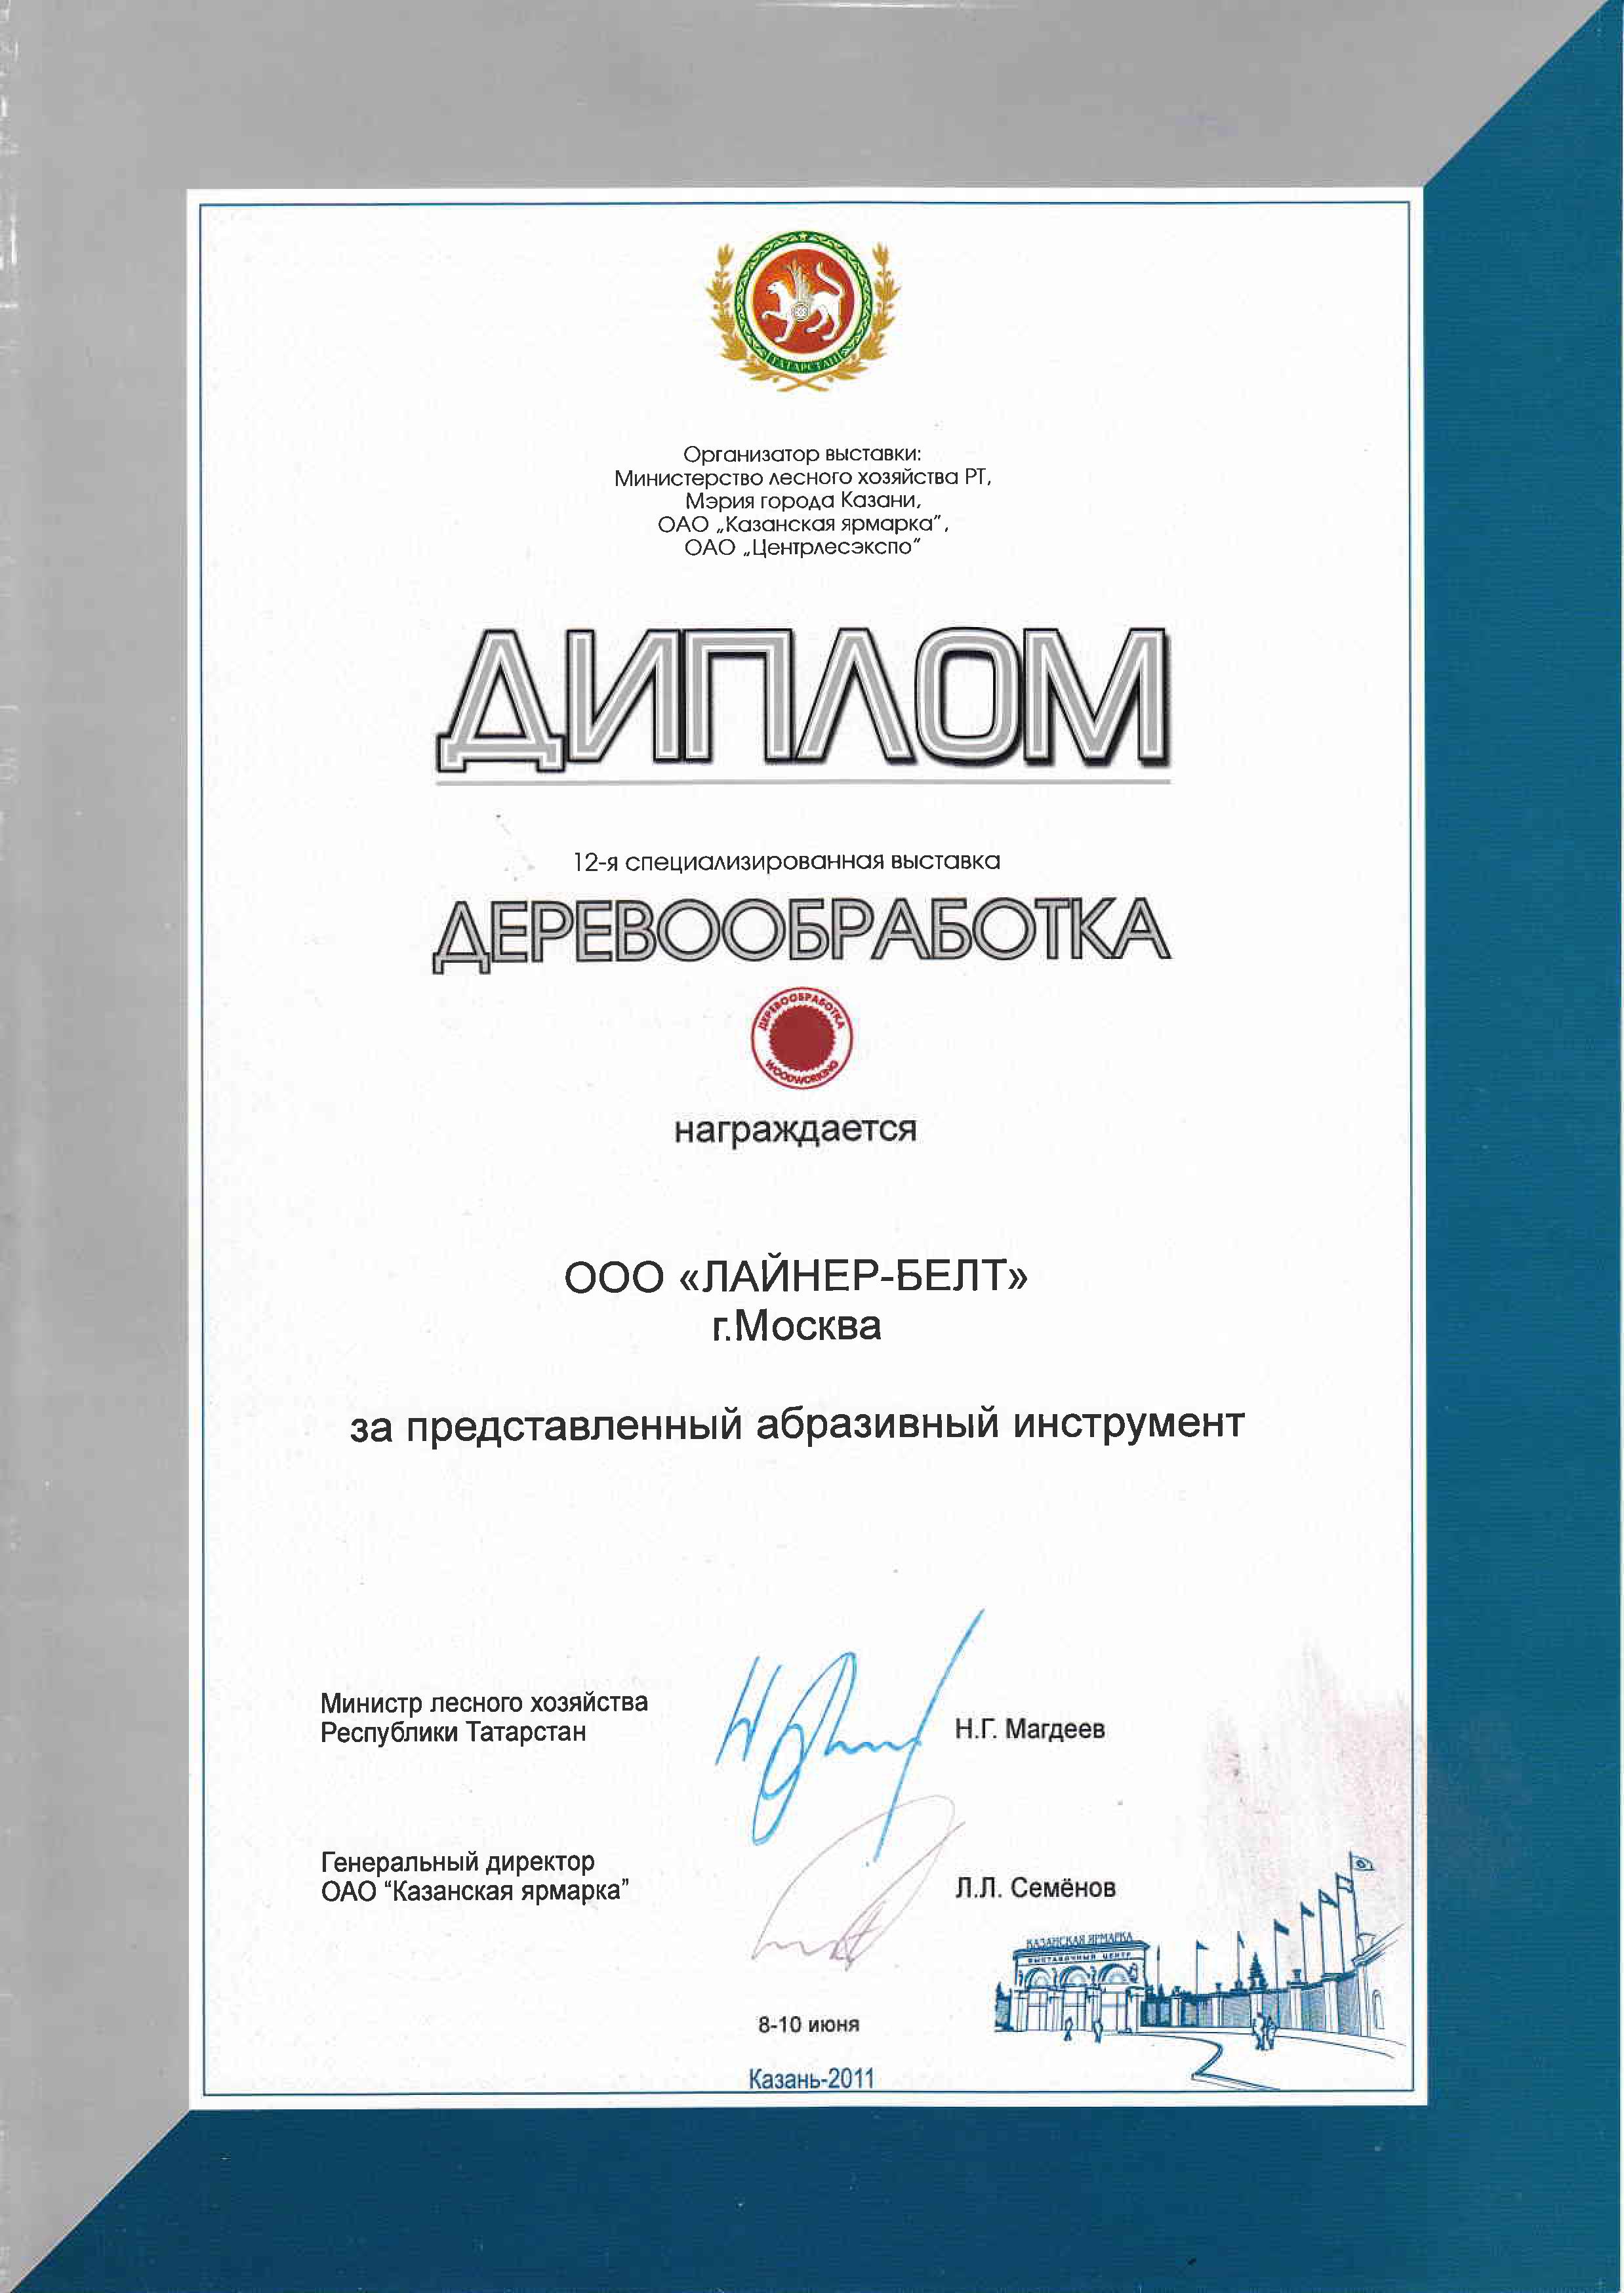 ТАТАРСТАН
Организатор выставки:
Министерство лесного хозяйства РТ,
Мэрия города Казани,
ОАО „Казанская ярмарка”,
ОАО „Центрлесэкспо”
ДИПЛОМ
12-я специализированная выставка
ДЕРЕВООБРАБОТКА
ДЕРЕВООБРАБОТКА
WOODWORKING
награждается
ООО «ЛАЙНЕР-БЕЛТ»
г.Москва
за представленный абразивный инструмент
Министр лесного хозяйства
Республики Татарстан
Н.Г. Магдеев
Генеральный директор
ОАО “Казанская ярмарка”
Л.Л. Семёнов
КАЗАНСКАЯ ЯРМАРКА
ВЫСТАВОЧНЫЙ ЦЕНТР
8-10 июня
Казань-2011